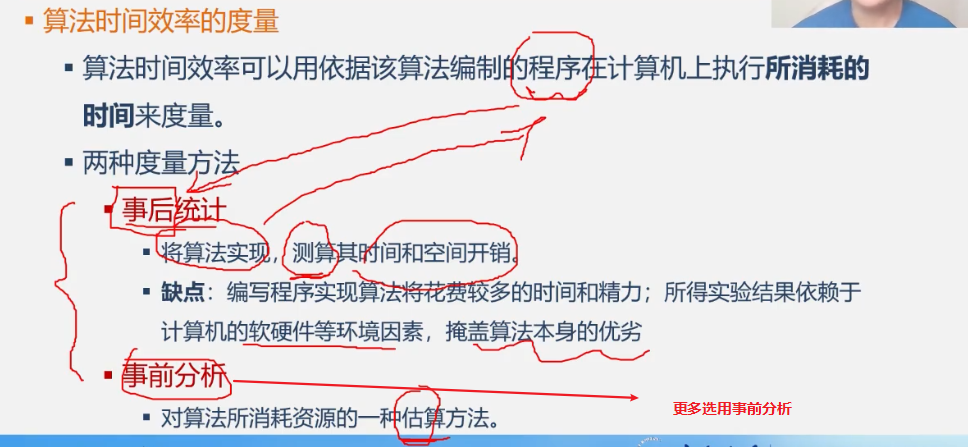 ▪ 算法时间效率的度量
▪ 算法时间效率可以用依据该算法编制的程序在计算机上执行所消耗的
时间来度量。
▪ 两种度量方法
▪ 事后统计
▪ 将算法实现，测算其时间和空间开销。
▪ 缺点：编写程序实现算法将花费较多的时间和精力；所得实验结果依赖于
计算机的软硬件等环境因素，掩盖算法本身的优劣
▪ 事前分析
更多选用事前分析
▪ 对算法所消耗资源的一种估算方法。